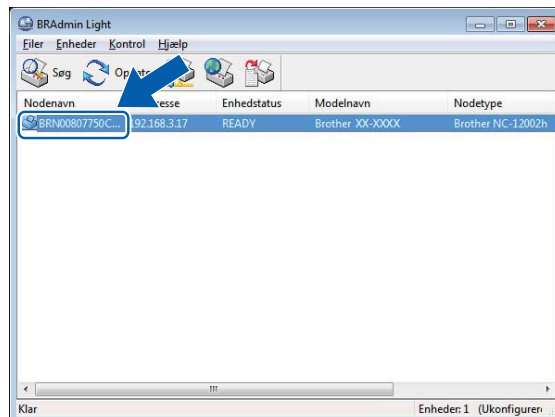 BRAdmin Light
Filer Enheder Kontrol Hjælp
Søg
Nodenavn Enhedstatus Modelnavn Nodetype
BRN00807750C... 192.168.3.17 READY Brother XX-XXXX Brother NC-12002h
Klar Enheder: 1 (Ukonfigurer